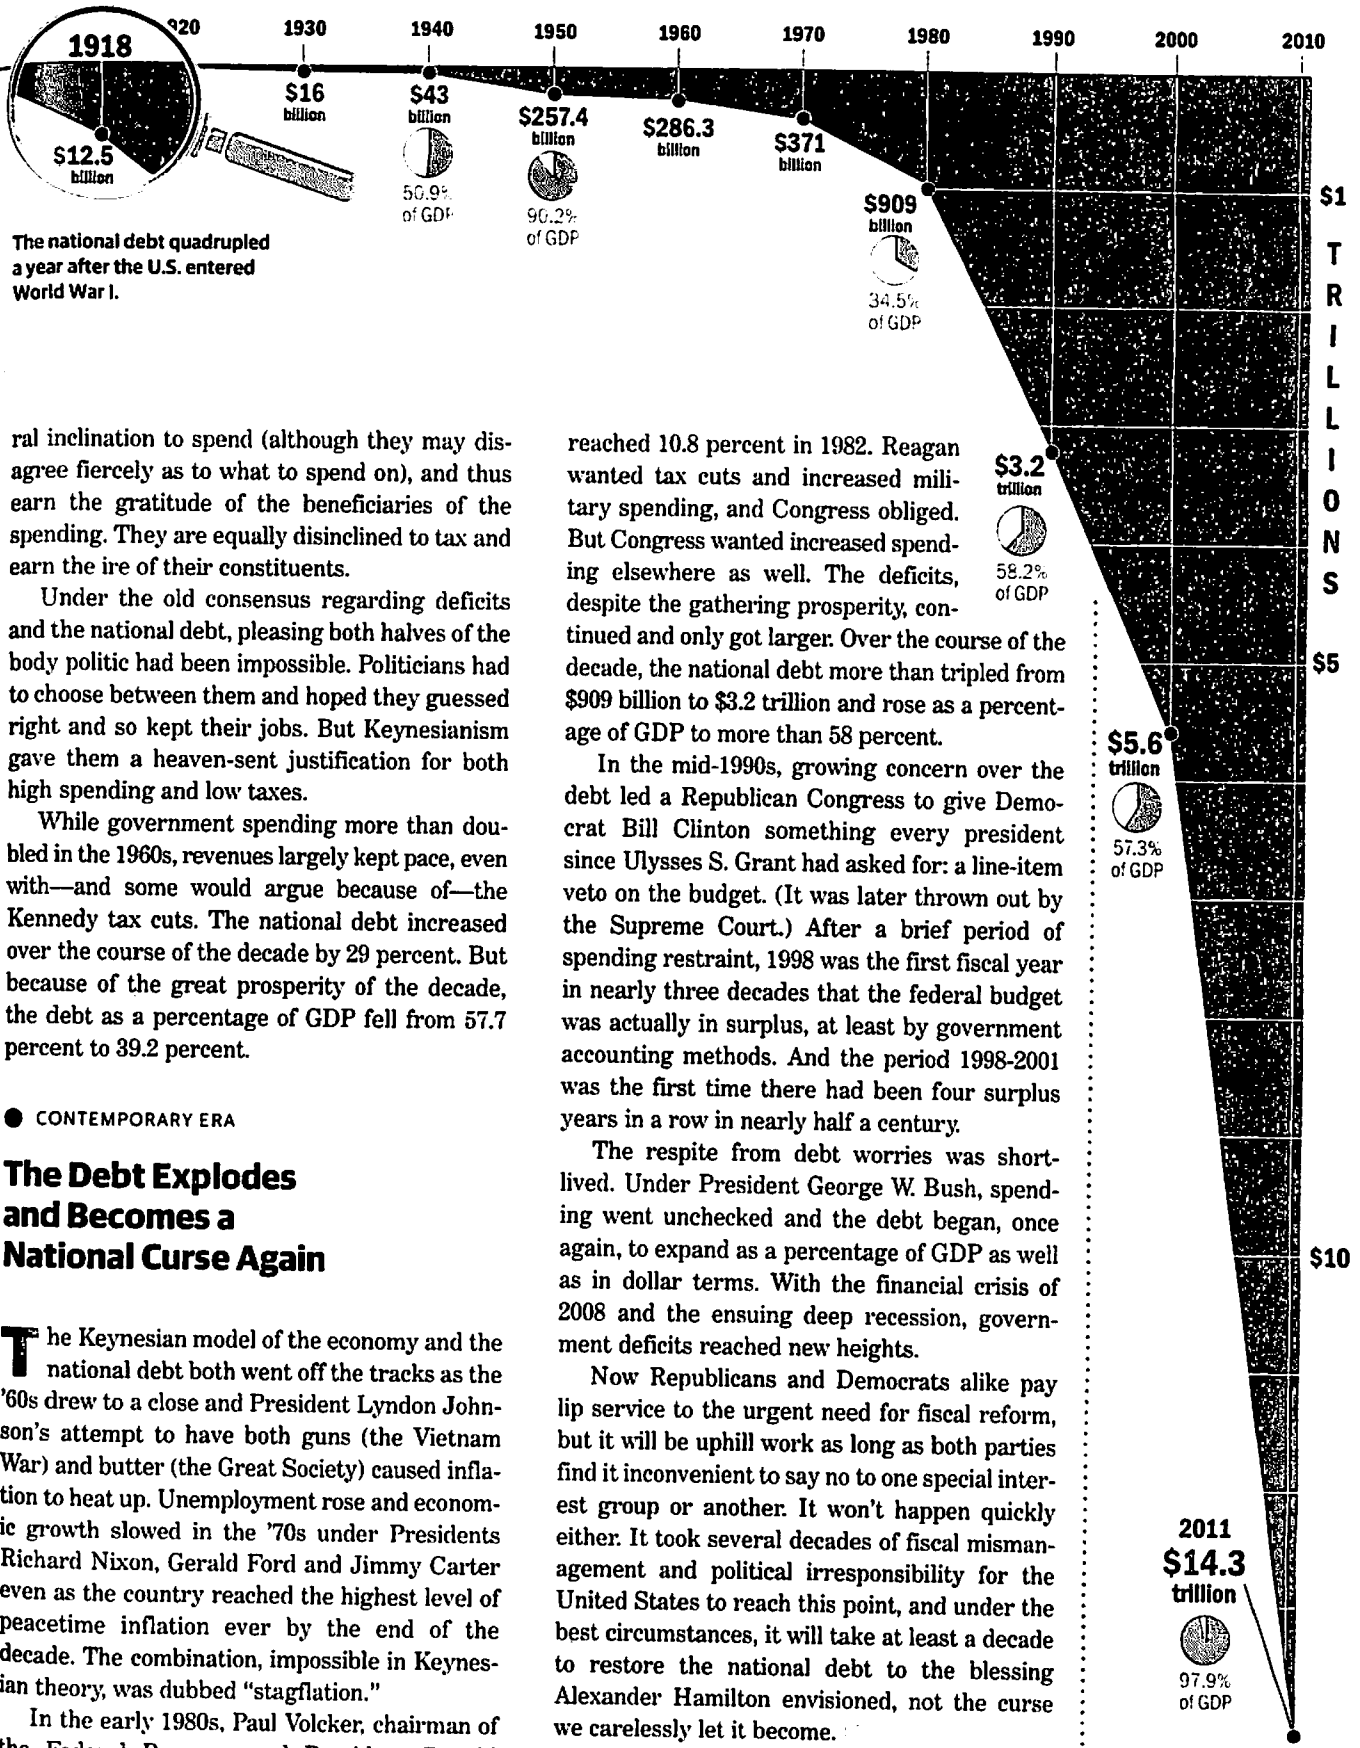 1918
920
1930
1940
1950
1960
1970
1980
1990
2000
2010
$12.5
billion
$16
billion
$43
billion
50.9%
of GDP
$257.4
billion
90.2%
of GDP
$286.3
billion
$371
billion
$909
billion
34.5%
of GDP
$1
TRILLIONS
The national debt quadrupled
a year after the U.S. entered
World War I.
$3.2
trillion
58.2%
of GDP
$5
$5.6
trillion
57.3%
of GDP
$10
2011
$14.3
trillion
97.9%
of GDP
ral inclination to spend (although they may dis-
agree fiercely as to what to spend on), and thus
earn the gratitude of the beneficiaries of the
spending. They are equally disinclined to tax and
earn the ire of their constituents.
Under the old consensus regarding deficits
and the national debt, pleasing both halves of the
body politic had been impossible. Politicians had
to choose between them and hoped they guessed
right and so kept their jobs. But Keynesianism
gave them a heaven-sent justification for both
high spending and low taxes.
While government spending more than dou-
bled in the 1960s, revenues largely kept pace, even
with—and some would argue because of—the
Kennedy tax cuts. The national debt increased
over the course of the decade by 29 percent. But
because of the great prosperity of the decade,
the debt as a percentage of GDP fell from 57.7
percent to 39.2 percent.
● CONTEMPORARY ERA
The Debt Explodes
and Becomes a
National Curse Again
The Keynesian model of the economy and the
national debt both went off the tracks as the
'60s drew to a close and President Lyndon John-
son's attempt to have both guns (the Vietnam
War) and butter (the Great Society) caused infla-
tion to heat up. Unemployment rose and econom-
ic growth slowed in the '70s under Presidents
Richard Nixon, Gerald Ford and Jimmy Carter
even as the country reached the highest level of
peacetime inflation ever by the end of the
decade. The combination, impossible in Keynes-
ian theory, was dubbed "stagflation."
In the early 1980s, Paul Volcker, chairman of
reached 10.8 percent in 1982. Reagan
wanted tax cuts and increased mili-
tary spending, and Congress obliged.
But Congress wanted increased spend-
ing elsewhere as well. The deficits,
despite the gathering prosperity, con-
tinued and only got larger. Over the course of the
decade, the national debt more than tripled from
$909 billion to $3.2 trillion and rose as a percent-
age of GDP to more than 58 percent.
In the mid-1990s, growing concern over the
debt led a Republican Congress to give Demo-
crat Bill Clinton something every president
since Ulysses S. Grant had asked for: a line-item
veto on the budget. (It was later thrown out by
the Supreme Court.) After a brief period of
spending restraint, 1998 was the first fiscal year
in nearly three decades that the federal budget
was actually in surplus, at least by government
accounting methods. And the period 1998-2001
was the first time there had been four surplus
years in a row in nearly half a century.
The respite from debt worries was short-
lived. Under President George W. Bush, spend-
ing went unchecked and the debt began, once
again, to expand as a percentage of GDP as well
as in dollar terms. With the financial crisis of
2008 and the ensuing deep recession, govern-
ment deficits reached new heights.
Now Republicans and Democrats alike pay
lip service to the urgent need for fiscal reform,
but it will be uphill work as long as both parties
find it inconvenient to say no to one special inter-
est group or another. It won't happen quickly
either. It took several decades of fiscal misman-
agement and political irresponsibility for the
United States to reach this point, and under the
best circumstances, it will take at least a decade
to restore the national debt to the blessing
Alexander Hamilton envisioned, not the curse
we carelessly let it become.